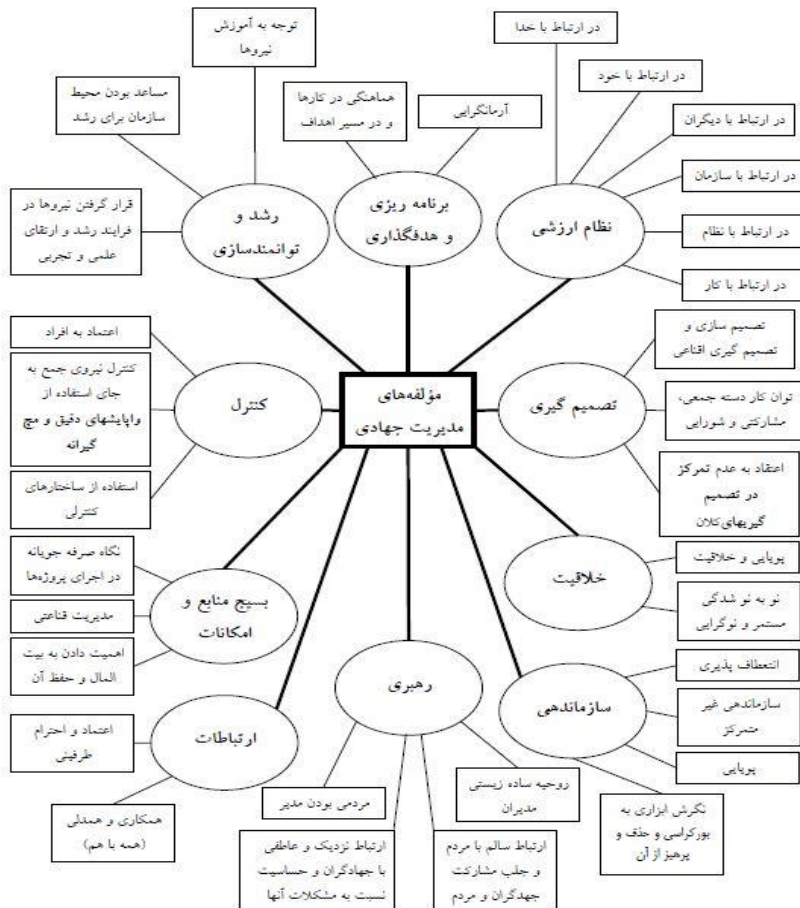 توجه به آموزش
نیروها
در ارتباط با خدا
در ارتباط با خود
مساعد بودن محیط
سازمان برای رشد
هماهنگی در کارها
و در مسیر اهداف
آرمانگرایی
در ارتباط با دیگران
در ارتباط با سازمان
قرار گرفتن نیروها در
فرایند رشد و ارتقای
علمی و تجربی
رشد و
توانمندسازی
برنامه ریزی
و هدفگذاری
نظام ارزشی
در ارتباط با نظام
در ارتباط با کار
اعتماد به افراد
کنترل نیروی جمع به
جای استفاده از
واپایشهای دقیق و مچ
گیرانه
استفاده از ساختارهای
کنترلی
کنترل
مؤلفه‌های
مدیریت جهادی
تصمیم گیری
تصمیم سازی و
تصمیم گیری اقناعی
توان کار دسته جمعی،
مشارکتی و شورایی
اعتقاد به عدم تمرکز
در تصمیم
گیریهای‌کلان
نگاه صرفه جویانه
در اجرای پروژه‌ها
مدیریت قناعتی
اهمیت دادن به بیت
المال و حفظ آن
بسیج منابع و
امکانات
خلاقیت
پویایی و خلاقیت
نو به نو شدگی
مستمر و نوگرایی
اعتماد و احترام
طرفینی
ارتباطات
همکاری و همدلی
(همه با هم)
رهبری
مردمی بودن مدیر
ارتباط نزدیک و عاطفی
با جهادگران و حساسیت
نسبت به مشکلات آنها
ارتباط سالم با مردم
و جلب مشارکت
جهدگران و مردم
روحیه ساده زیستی
مدیران
سازماندهی
انتعطاف پذیری
سازماندهی غیر
متمرکز
پویایی
نگرش ابزاری به
بورکراسی و حذف و
پرهیز از آن